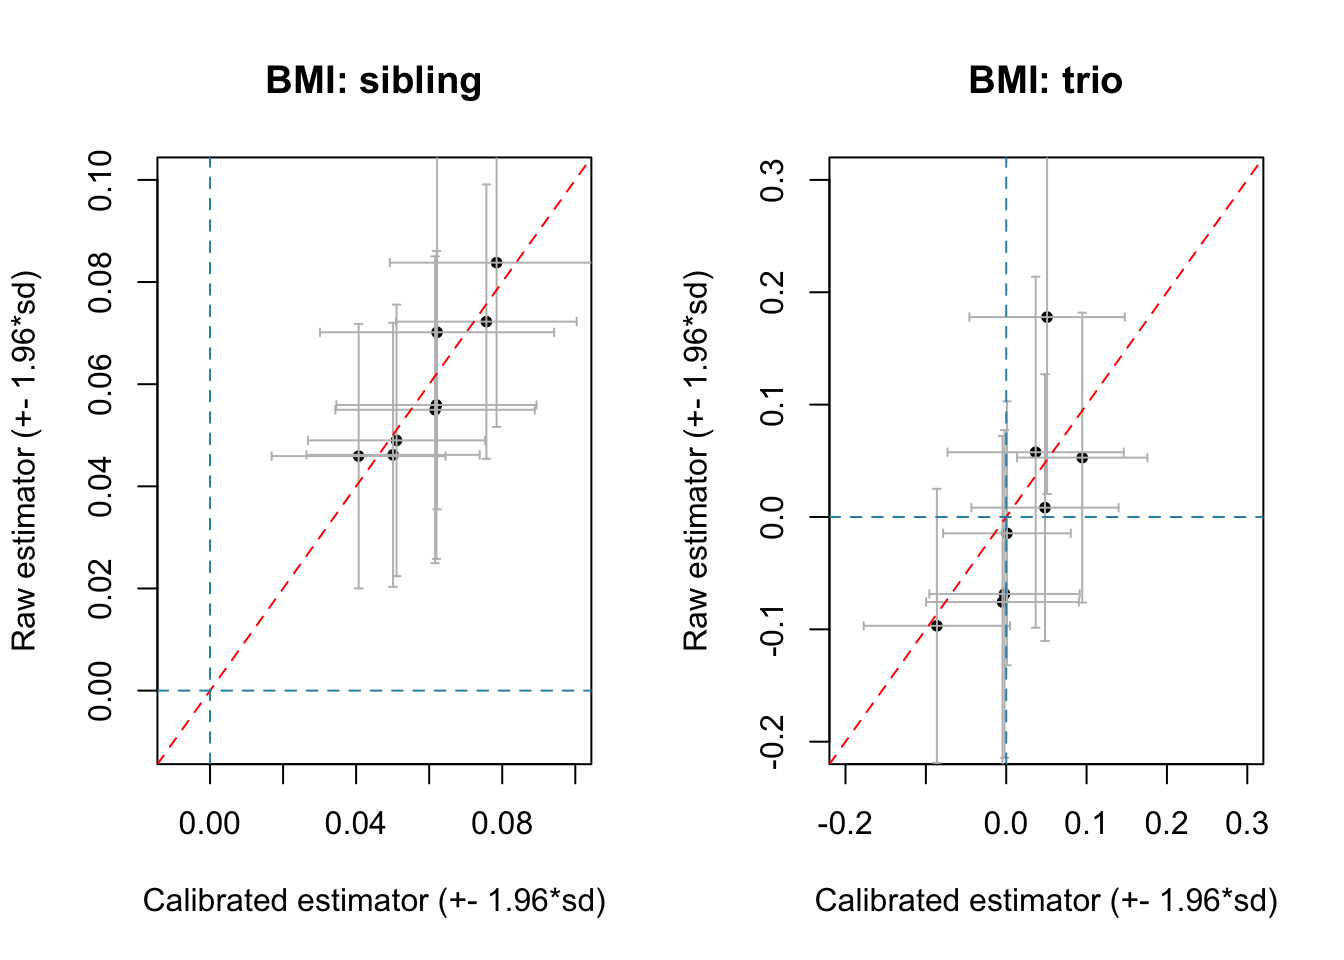 BMI: sibling
Raw estimator (+- 1.96*sd)
0.10
0.08
0.06
0.04
0.02
0.00
0.00 0.04 0.08
Calibrated estimator (+- 1.96*sd)
BMI: trio
Raw estimator (+- 1.96*sd)
0.3
0.2
0.1
0.0
-0.1
-0.2
-0.2 0.0 0.1 0.2 0.3
Calibrated estimator (+- 1.96*sd)